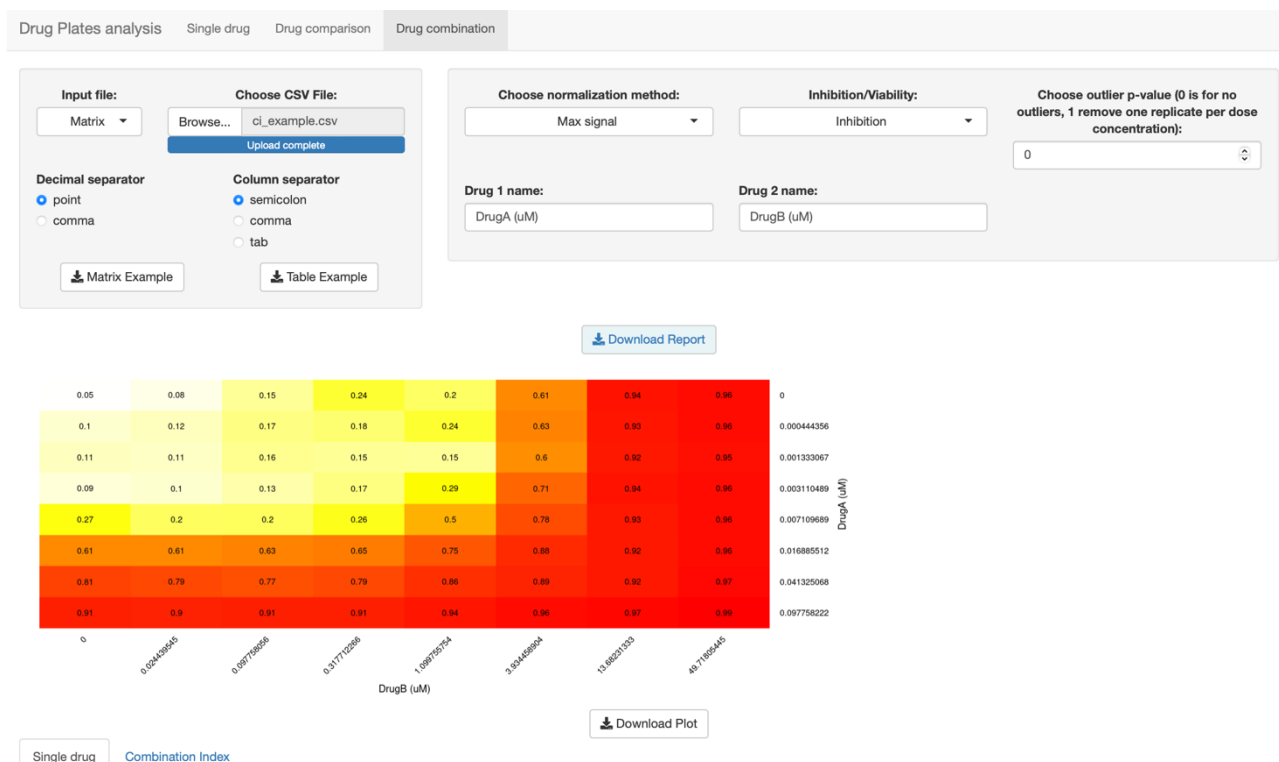 Drug Plates analysis Single drug Drug comparison Drug combination
Input file: Choose CSV File:
Matrix Browse... ci_example.csv
Upload complete
Decimal separator Column separator
point semicolon
comma comma
tab
Matrix Example Table Example
Choose normalization method: Inhibition/Viability: Choose outlier p-value (0 is for no
outliers, 1 remove one replicate per dose
concentration):
Max signal Inhibition
0
Drug 1 name: Drug 2 name:
DrugA (uM) DrugB (uM)
Download Report
0.05 0.08 0.15 0.24 0.2 0.61 0.94 0.96 0
0.1 0.12 0.17 0.18 0.24 0.63 0.93 0.96 0.000444356
0.11 0.11 0.16 0.15 0.15 0.6 0.92 0.95 0.001333067
0.09 0.1 0.13 0.17 0.29 0.71 0.94 0.96 0.003110489
0.27 0.2 0.2 0.26 0.5 0.78 0.93 0.96 0.007109689
0.61 0.61 0.63 0.65 0.75 0.88 0.92 0.96 0.016885512
0.81 0.79 0.77 0.79 0.86 0.89 0.92 0.97 0.041325068
0.91 0.9 0.91 0.91 0.94 0.96 0.97 0.99 0.097758222
DrugA (uM)
0 0.024439545 0.097758056 0.317712266 1.099755754 3.934458904 13.68231333 49.71805445
DrugB (uM)
Download Plot
Single drug Combination Index